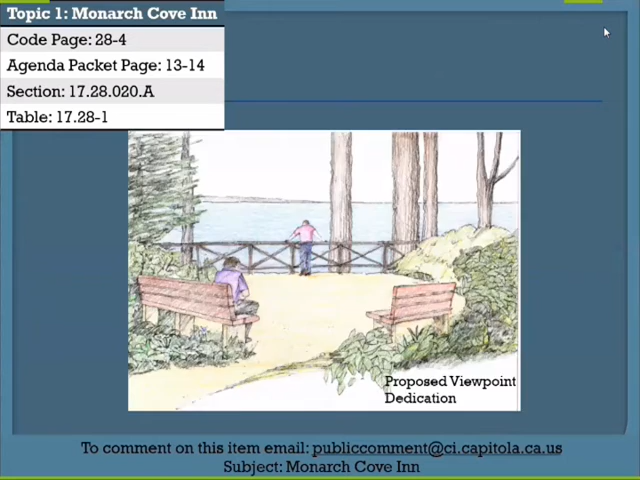 Topic 1: Monarch Cove Inn
Code Page: 28-4
Agenda Packet Page: 13-14
Section: 17.28.020.A
Table: 17.28-1
Proposed Viewpoint
Dedication
To comment on this item email: publiccomment@ci.capitola.ca.us
Subject: Monarch Cove Inn